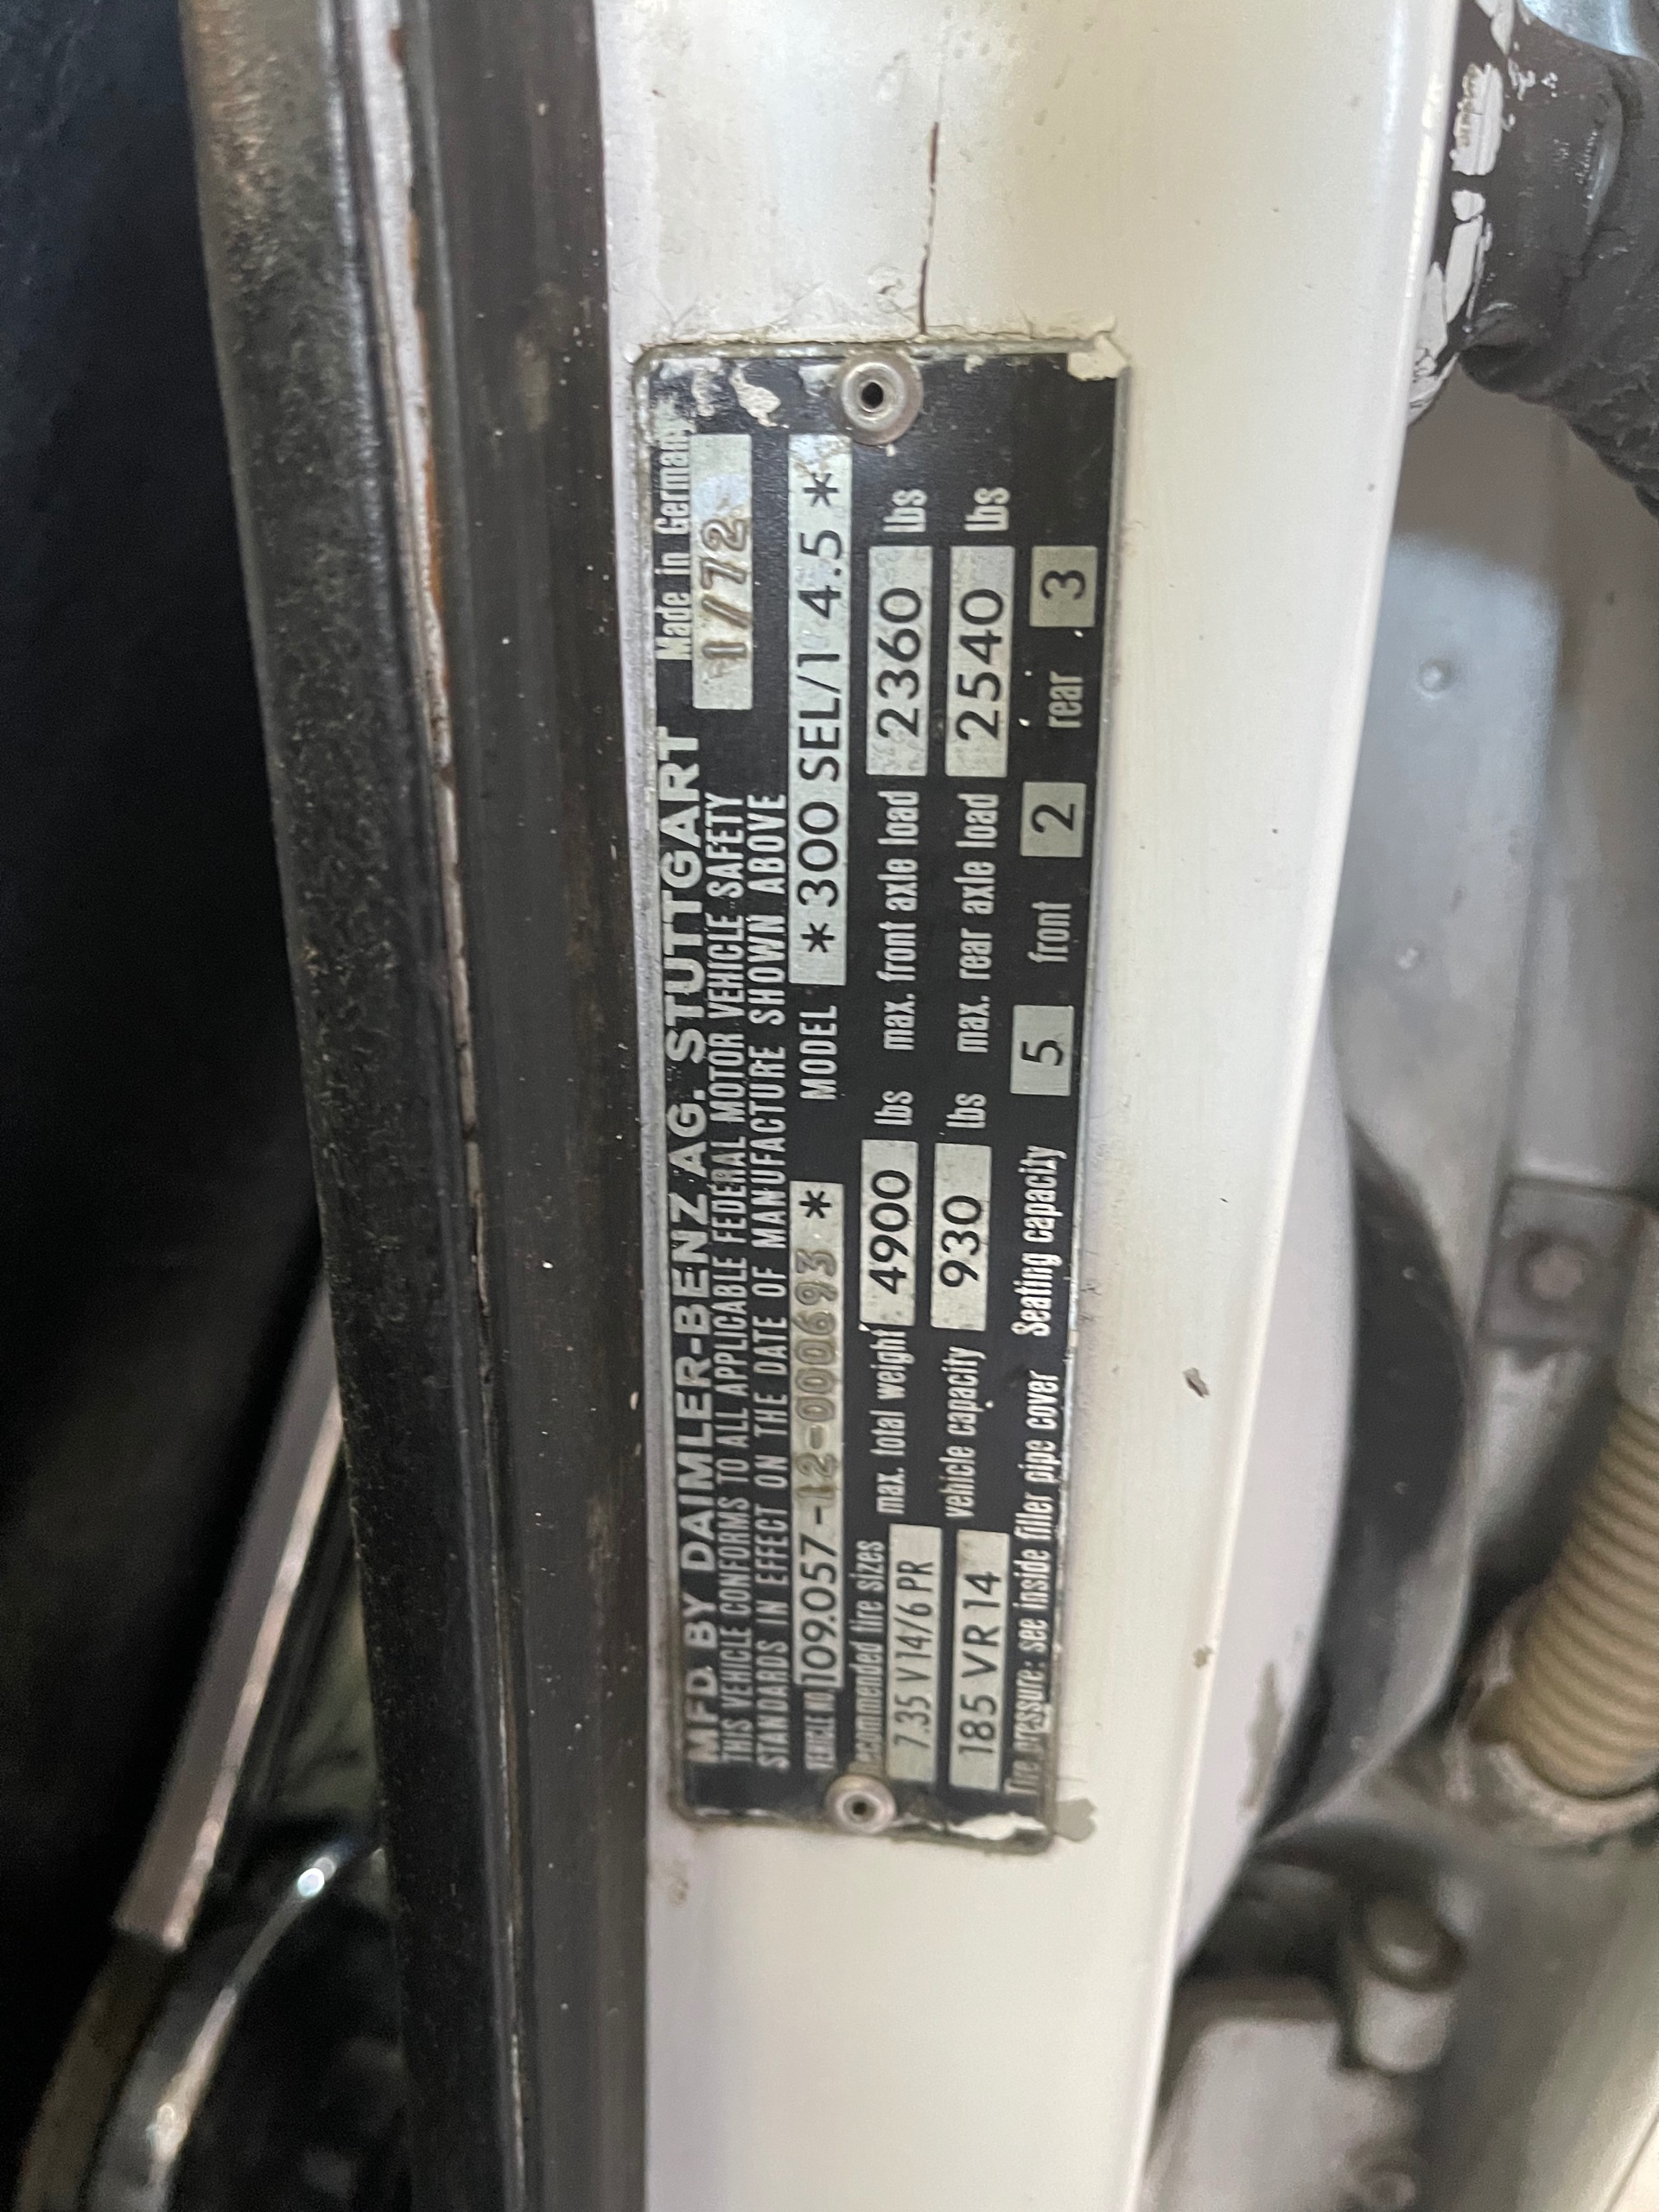 MFD BY DAIMLER-BENZ AG. STUTTGART Made in Germany
THIS VEHICLE CONFORMS TO ALL APPLICABLE FEDERAL MOTOR VEHICLE SAFETY 1/72
STANDARDS IN EFFECT ON THE DATE OF MANUFACTURE SHOWN ABOVE
VEHICLE ID 109.057-12-000693 * MODEL *300 SEL/1 4.5 *
Recommended tire sizes max. total weight 4900 lbs max. front axle load 2360 lbs
7.35 V 14/6 PR
185 VR 14 vehicle capacity 930 lbs max. rear axle load 2540 lbs
Tire pressure: see inside filler pipe cover Seating capacity 5 front 2 rear 3